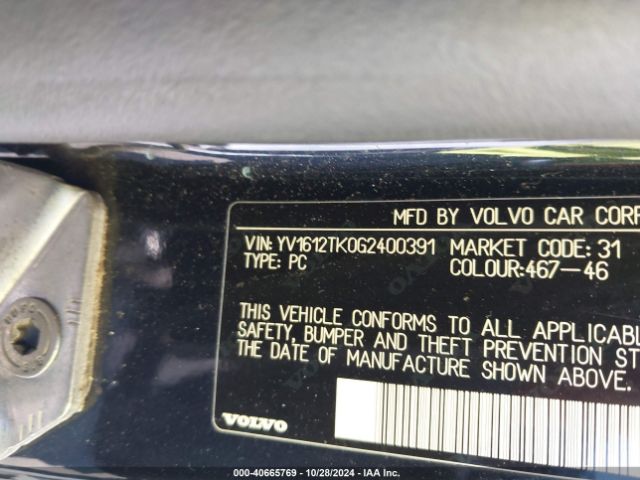 MFD BY VOLVO CAR CORP
VIN: YV1612TK0G2400391 MARKET CODE: 31
TYPE: PC COLOUR:467-46
THIS VEHICLE CONFORMS TO ALL APPLICABLE
SAFETY, BUMPER AND THEFT PREVENTION ST
THE DATE OF MANUFACTURE SHOWN ABOVE.
VOLVO
000-40665769 | 10/28/2024 | IAA Inc.